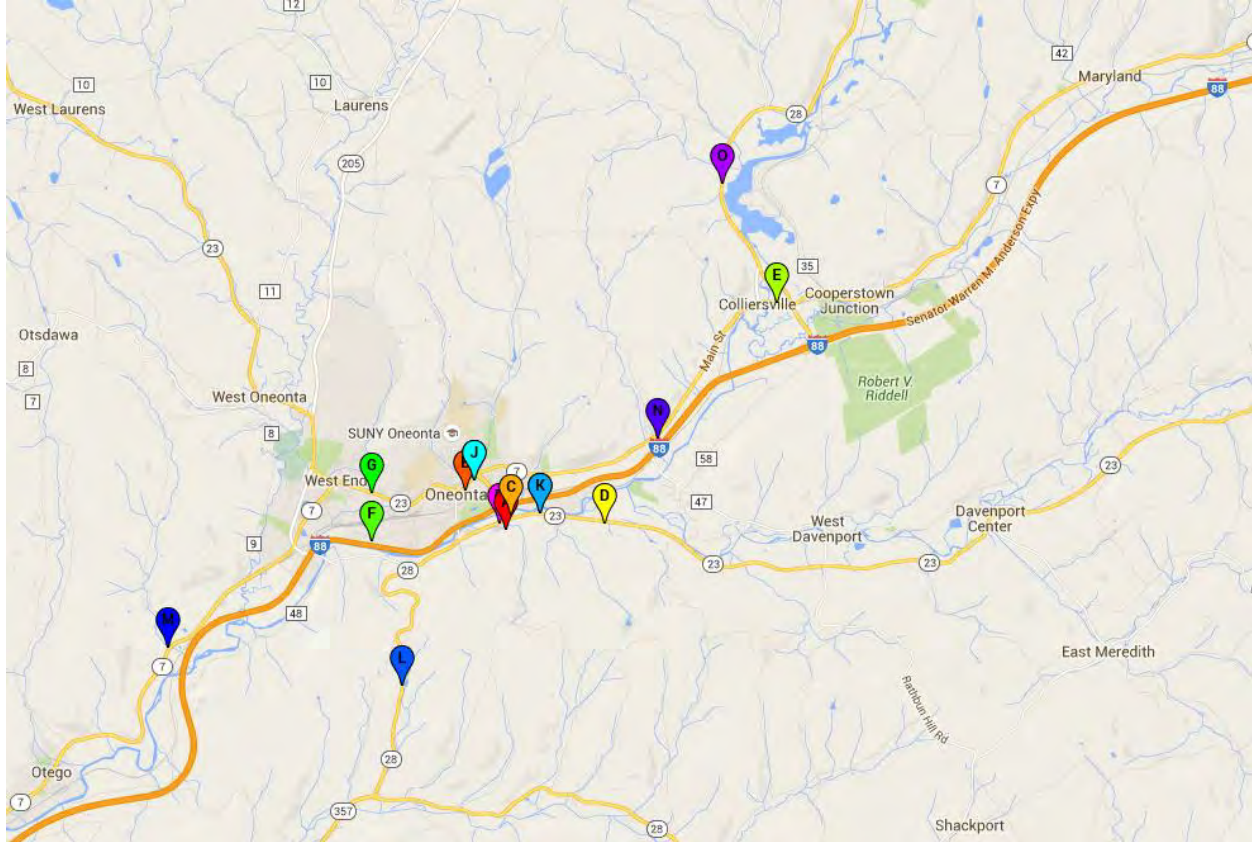 12
10
10
42
Maryland
88
West Laurens
Laurens
28
O
205
7
23
E
35
11
Colliersville
Cooperstown
Junction
Senator Warren M. Anderson Expy
Otsdawa
88
Main St
8
7
Robert V.
Riddell
West Oneonta
N
SUNY Oneonta
8
88
J
7
58
23
G
West End
23
Oneonta
C
K
D
47
7
F
23
West
Davenport
Davenport
Center
9
88
28
23
23
48
M
L
East Meredith
7
Rathbun Hill Rd
28
Otego
7
357
28
Shackport